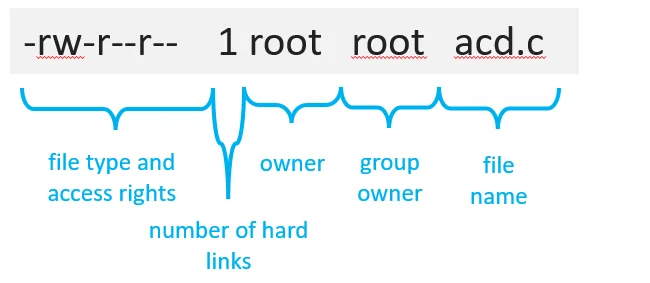 -rw-r--r-- 1 root root acd.c
file type and
access rights
number of hard
links
owner
group
owner
file
name